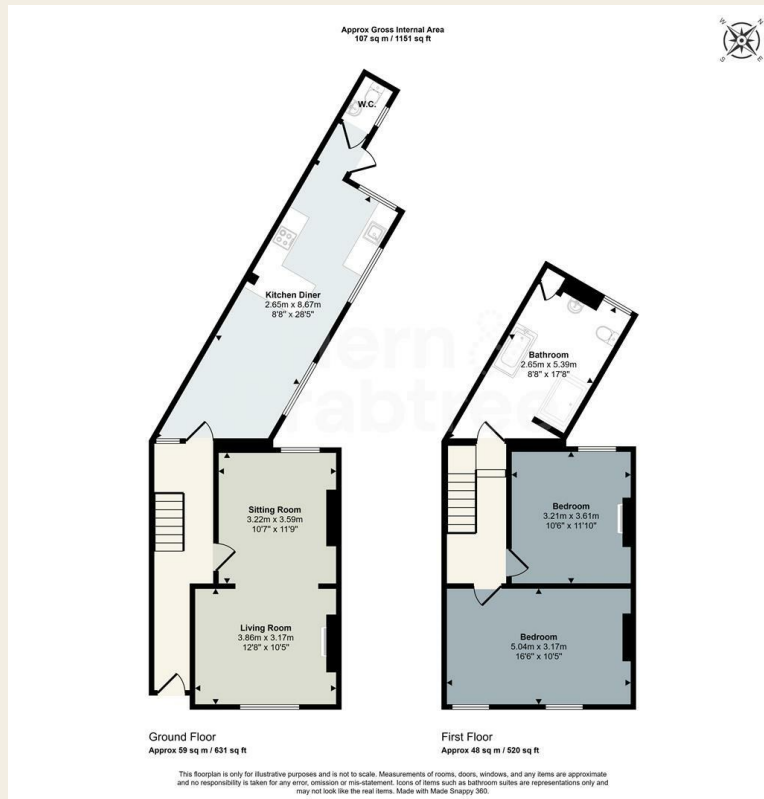 Approx Gross Internal Area
107 sq m / 1151 sq ft
W N
S E
W.C.
Kitchen Diner
2.65m x 8.67m
8'8" x 28'5"
Bathroom
2.65m x 5.39m
8'8" x 17'8"
Sitting Room
3.22m x 3.59m
10'7" x 11'9"
Bedroom
3.21m x 3.61m
10'6" x 11'10"
Living Room
3.86m x 3.17m
12'8" x 10'5"
Bedroom
5.04m x 3.17m
16'6" x 10'5"
Ground Floor
Approx 59 sq m / 631 sq ft
First Floor
Approx 48 sq m / 520 sq ft
This floorplan is only for illustrative purposes and is not to scale. Measurements of rooms, doors, windows, and any items are approximate
and no responsibility is taken for any error, omission or mis-statement. Icons of items such as bathroom suites are representations only and
may not look like the real items. Made with Made Snappy 360.